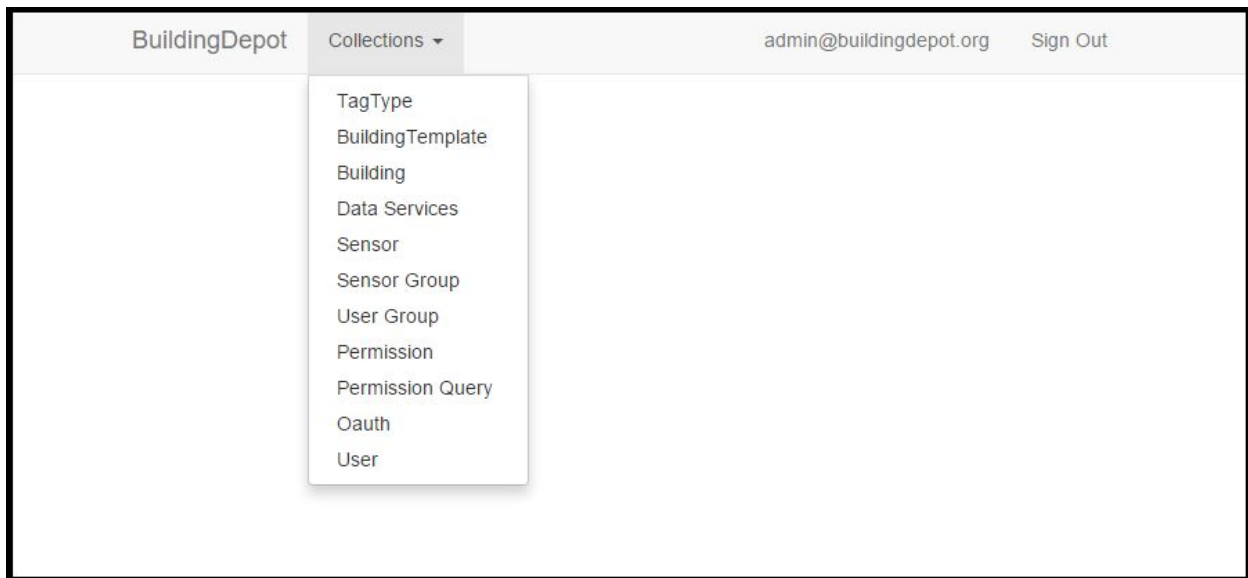 BuildingDepot Collections admin@buildingdepot.org Sign Out
TagType
BuildingTemplate
Building
Data Services
Sensor
Sensor Group
User Group
Permission
Permission Query
Oauth
User